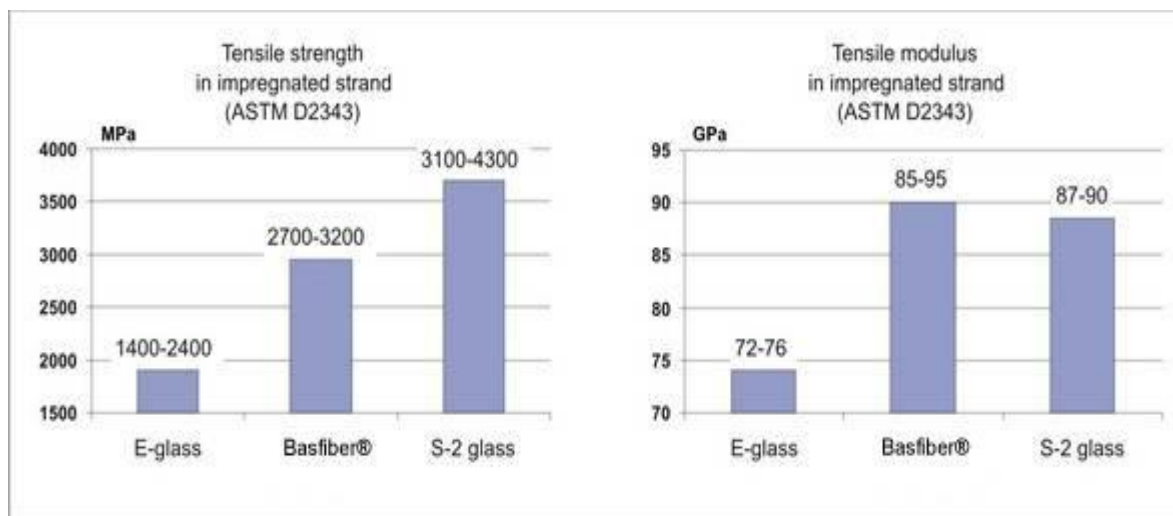 Tensile strength
in impregnated strand
(ASTM D2343)
MPa
4000
3500
3000
2500
2000
1500
3100-4300
2700-3200
1400-2400
E-glass
Basfiber®
S-2 glass
Tensile modulus
in impregnated strand
(ASTM D2343)
GPa
95
90
85
80
75
70
85-95
87-90
72-76
E-glass
Basfiber®
S-2 glass